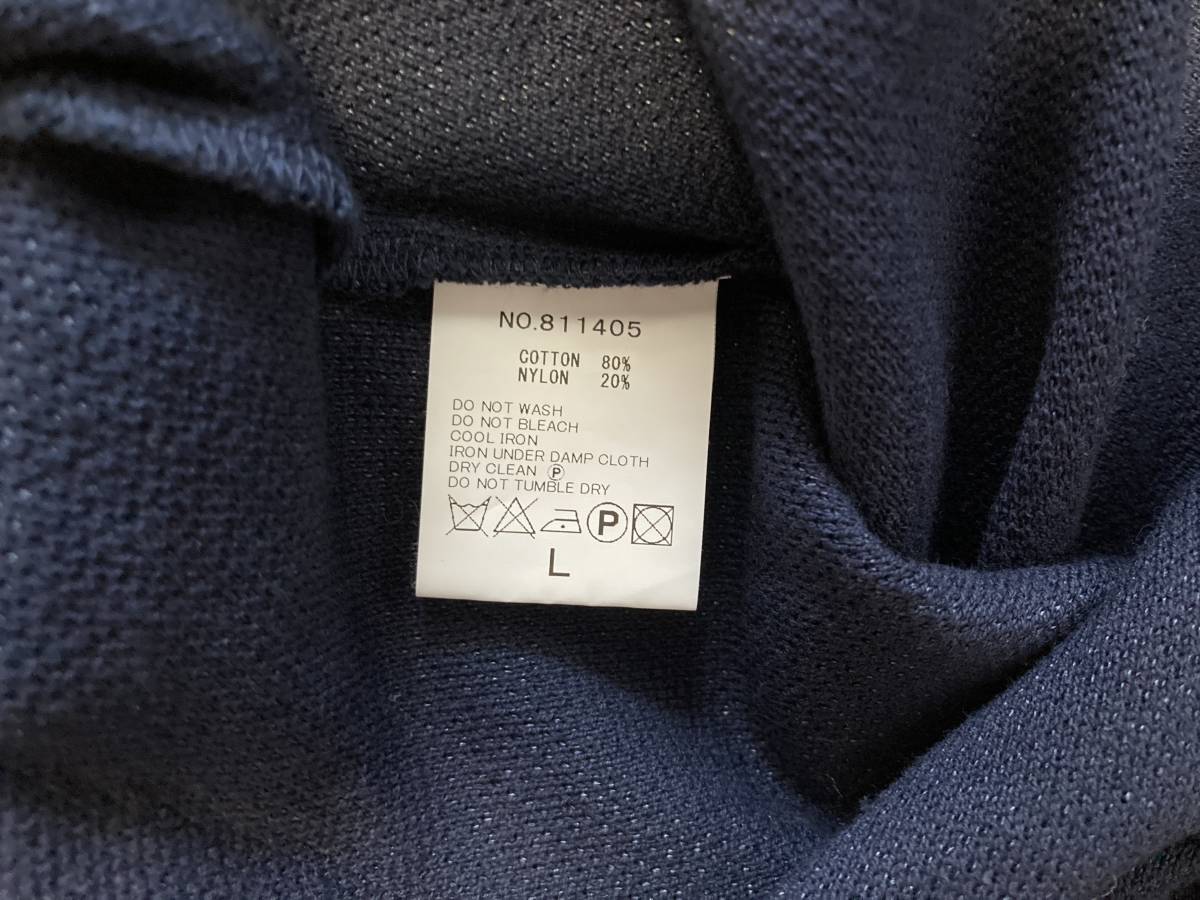 NO.811405
COTTON 80%
NYLON 20%
DO NOT WASH
DO NOT BLEACH
COOL IRON
IRON UNDER DAMP CLOTH
DRY CLEAN Ⓟ
DO NOT TUMBLE DRY
P
L